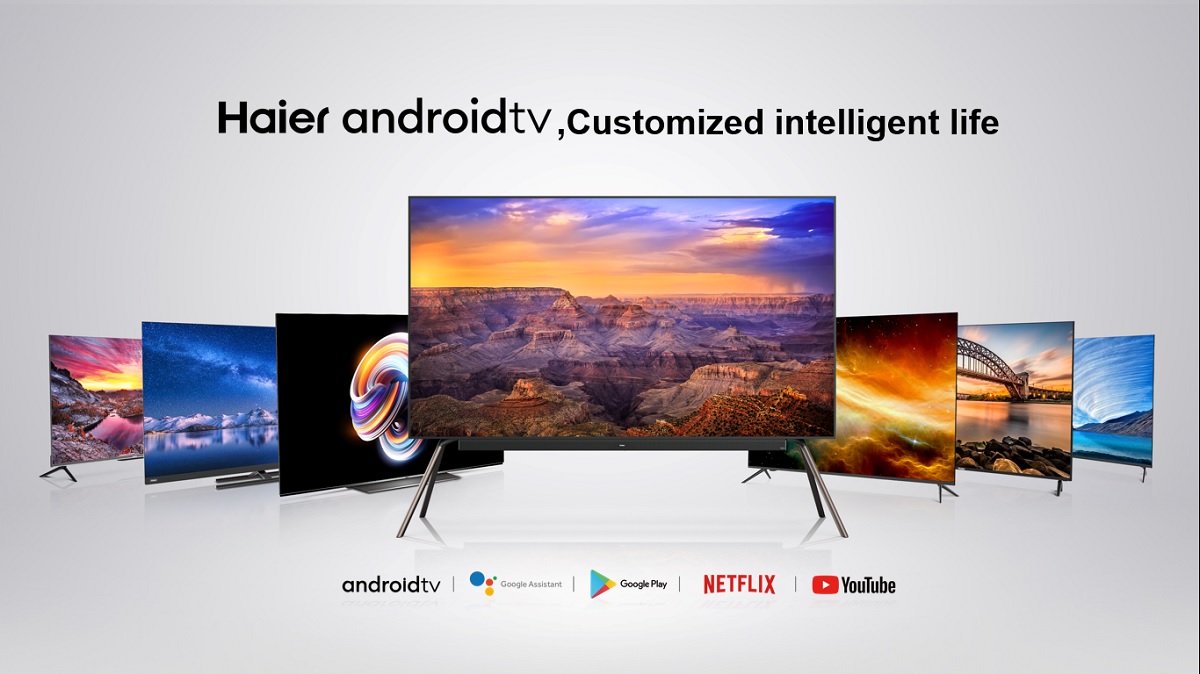 Haier androidtv ,Customized intelligent life
androidtv | Google Assistant | Google Play | NETFLIX | YouTube